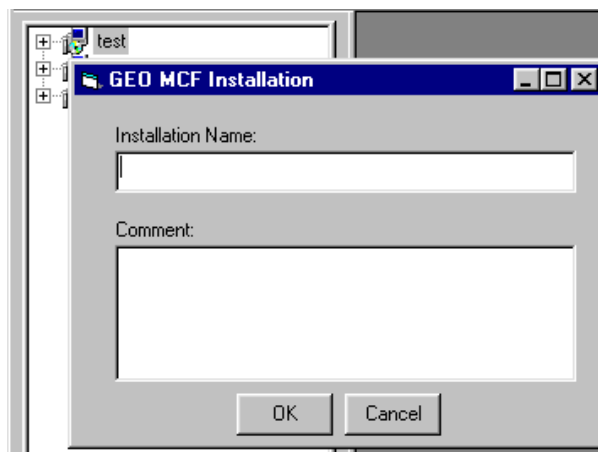 test
GEO MCF Installation
Installation Name:
Comment:
OK
Cancel